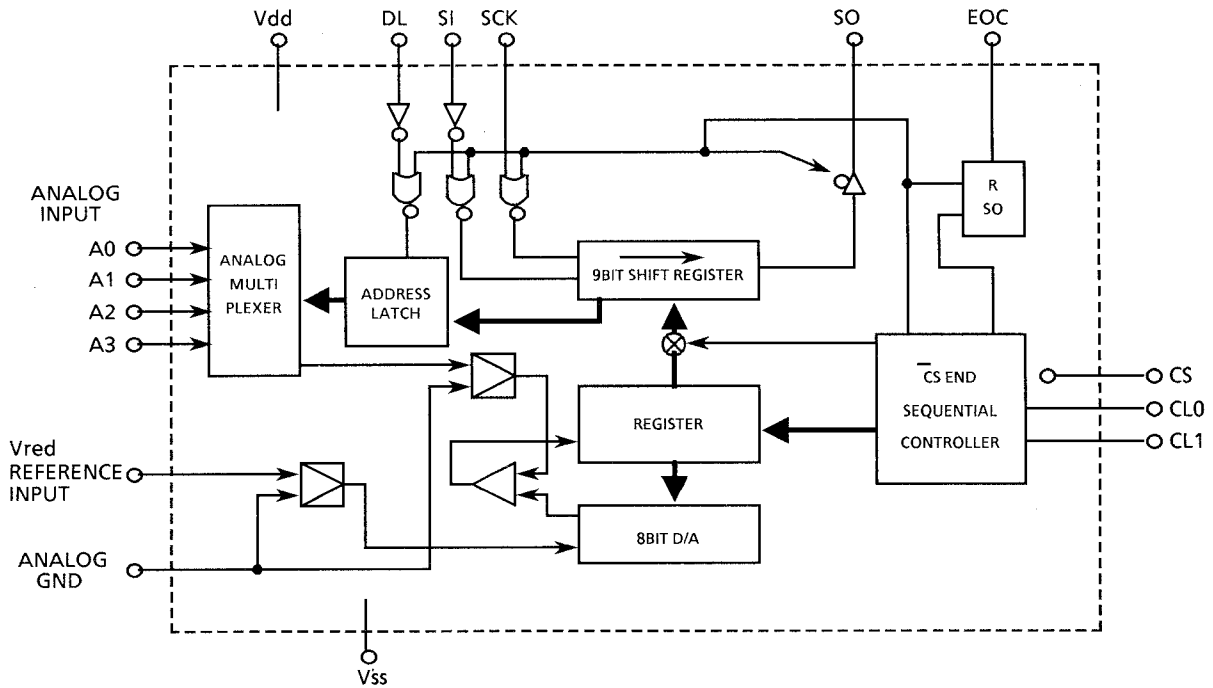 Vdd
DL
SI
SCK
SO
EOC
ANALOG
INPUT
A0
A1
A2
A3
ANALOG
MULTI
PLEXER
ADDRESS
LATCH
9BIT SHIFT REGISTER
R
SO
CS END
SEQUENTIAL
CONTROLLER
CS
CL0
CL1
REGISTER
8BIT D/A
Vred
REFERENCE
INPUT
ANALOG
GND
Vss